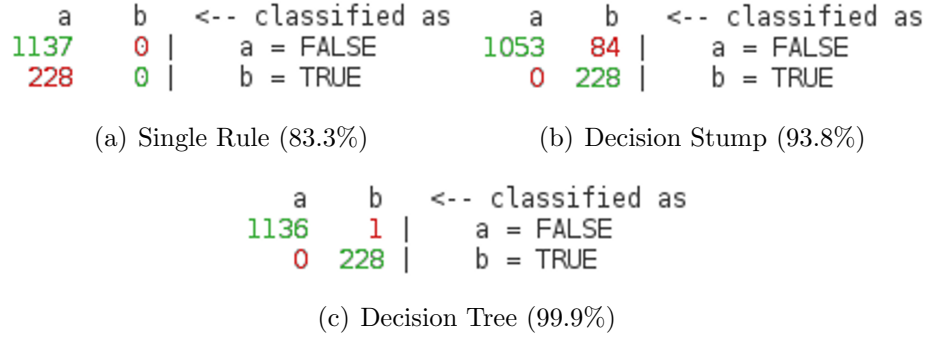 a b <-- classified as
1137 0 | a = FALSE
228 0 | b = TRUE
(a) Single Rule (83.3%)
a b <-- classified as
1053 84 | a = FALSE
0 228 | b = TRUE
(b) Decision Stump (93.8%)
a b <-- classified as
1136 1 | a = FALSE
0 228 | b = TRUE
(c) Decision Tree (99.9%)